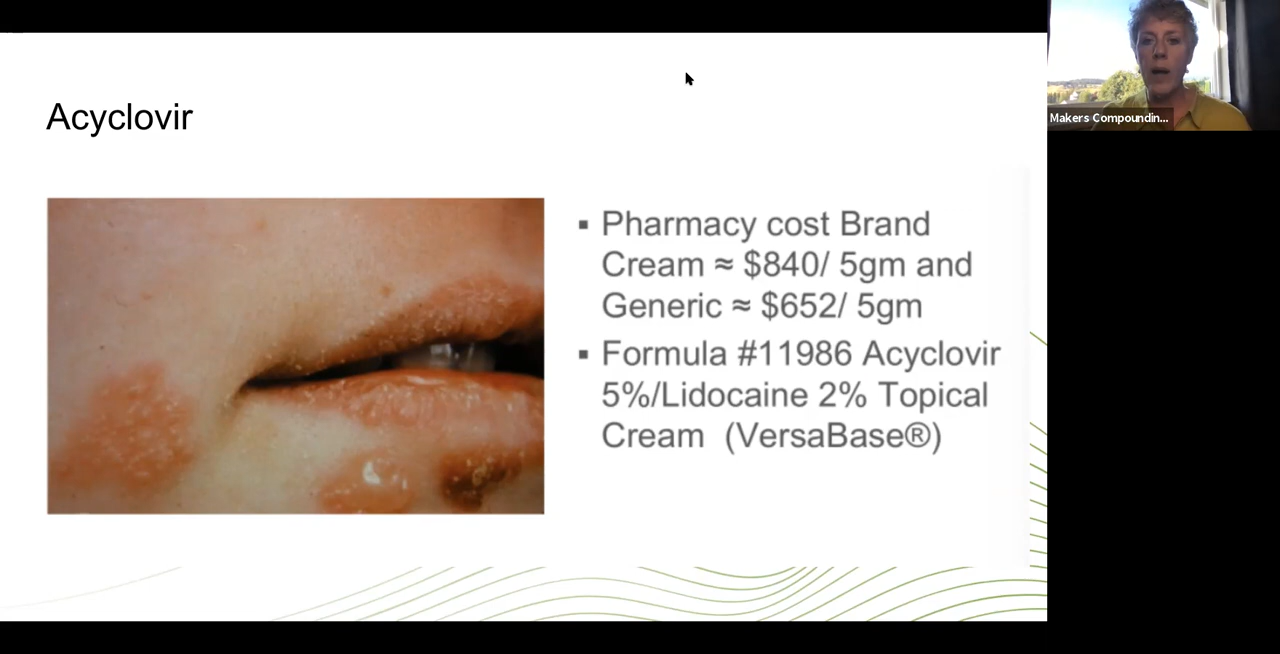 Acyclovir
▪ Pharmacy cost Brand
Cream ≈ $840/ 5gm and
Generic ≈ $652/ 5gm
▪ Formula #11986 Acyclovir
5%/Lidocaine 2% Topical
Cream (VersaBase®)
Makers Compoundin...